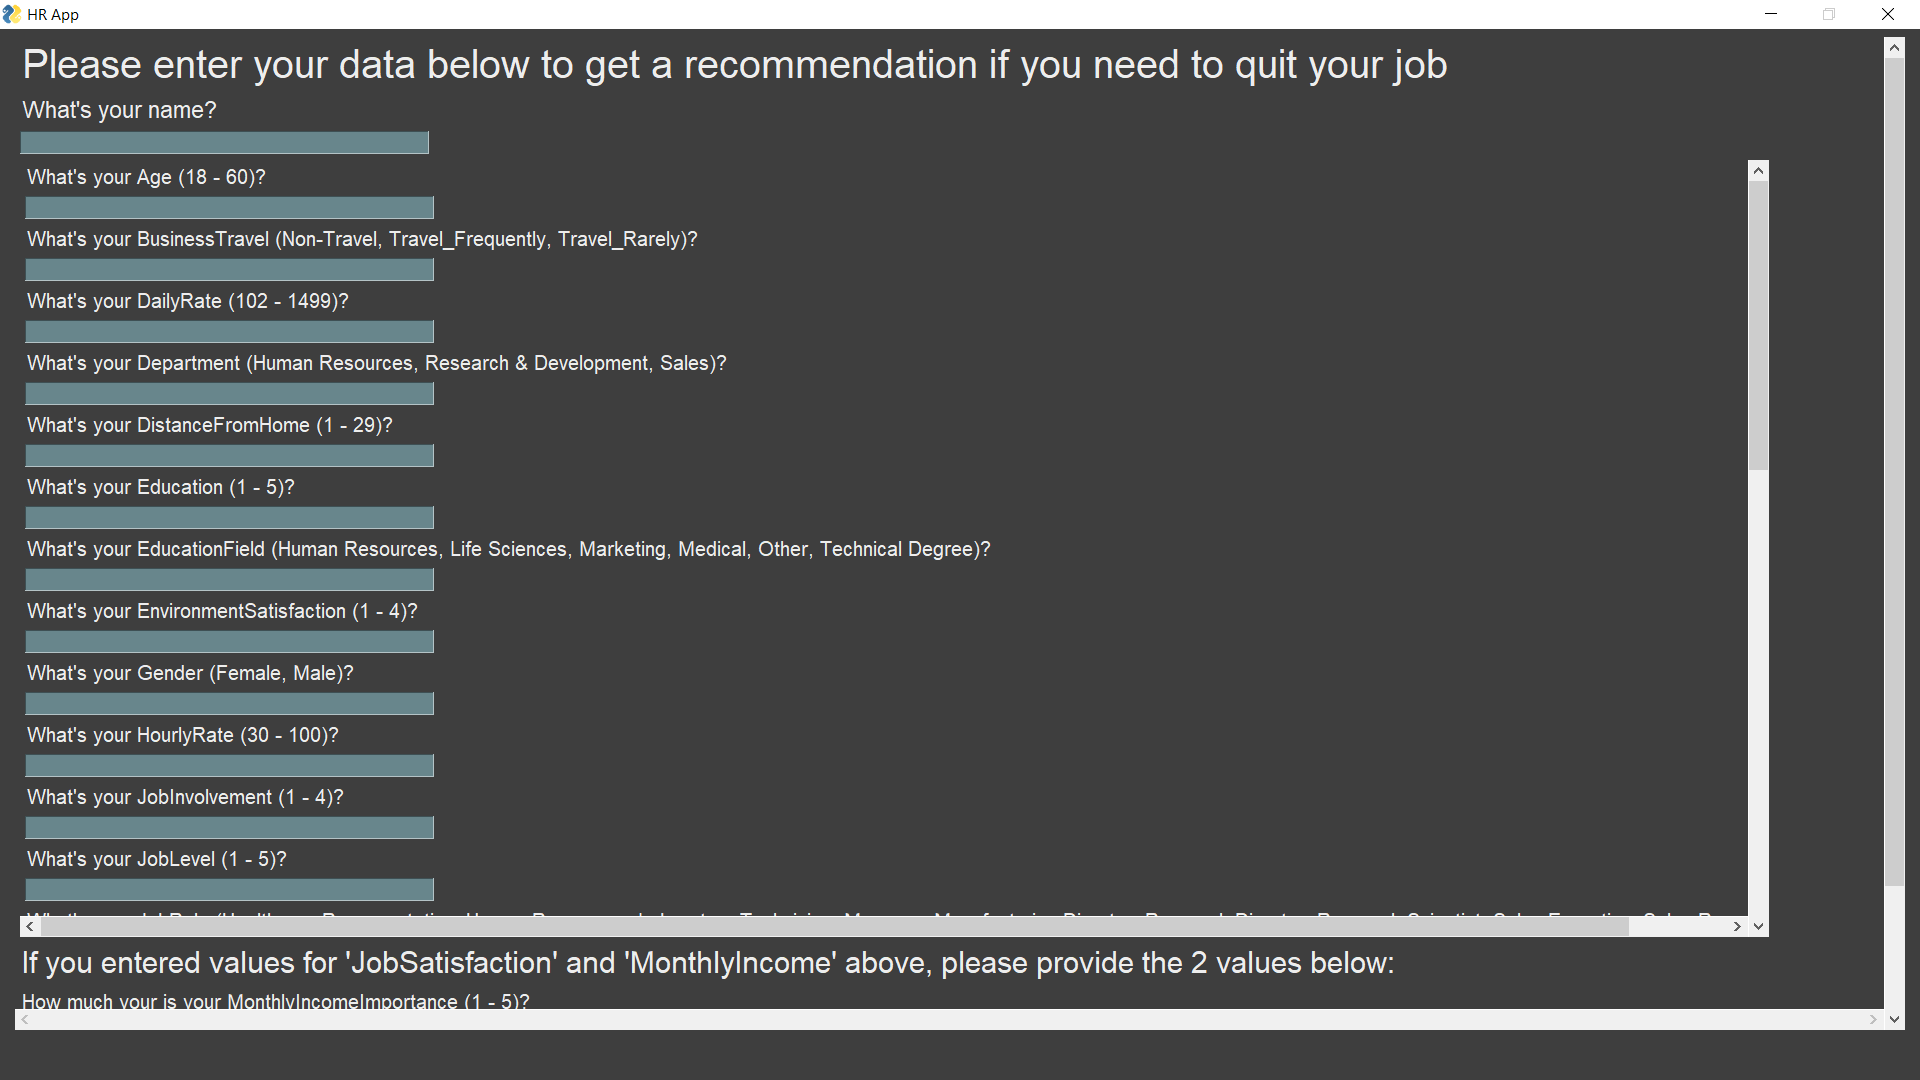 HR App
Please enter your data below to get a recommendation if you need to quit your job
What's your name?
What's your Age (18 - 60)?
What's your BusinessTravel (Non-Travel, Travel_Frequently, Travel_Rarely)?
What's your DailyRate (102 - 1499)?
What's your Department (Human Resources, Research & Development, Sales)?
What's your DistanceFromHome (1 - 29)?
What's your Education (1 - 5)?
What's your EducationField (Human Resources, Life Sciences, Marketing, Medical, Other, Technical Degree)?
What's your EnvironmentSatisfaction (1 - 4)?
What's your Gender (Female, Male)?
What's your HourlyRate (30 - 100)?
What's your JobInvolvement (1 - 4)?
What's your JobLevel (1 - 5)?
If you entered values for 'JobSatisfaction' and 'MonthlyIncome' above, please provide the 2 values below:
How much your is your MonthlyIncomeImportance (1 - 5)?